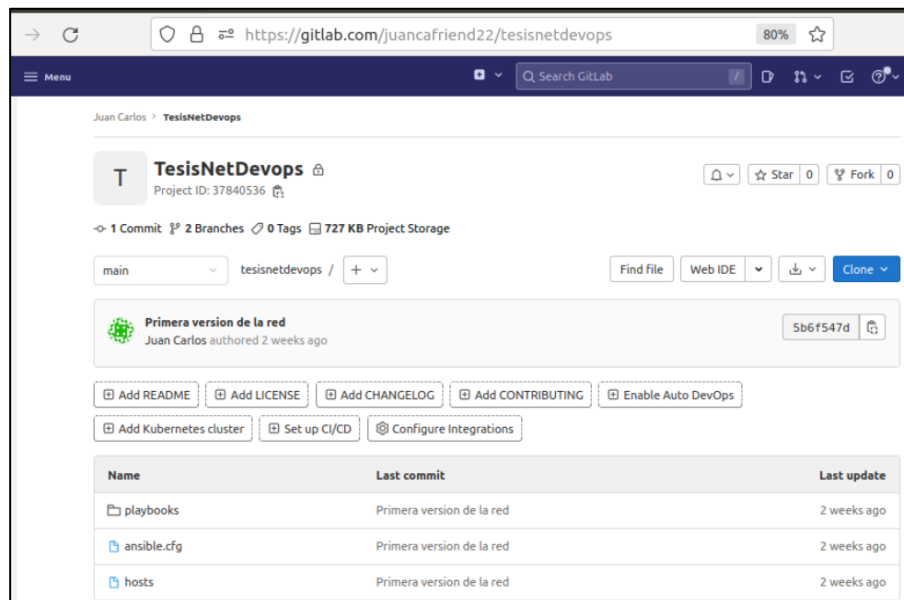 https://gitlab.com/juancafriend22/tesisnetdevops 80%
Menu Search GitLab /
Juan Carlos > TesisNetDevops
T
TesisNetDevops
Project ID: 37840536
1 Commit 2 Branches 0 Tags 727 KB Project Storage
main tesisnetdevops / + Find file Web IDE Clone
Star 0 Fork 0
Primera version de la red
Juan Carlos authored 2 weeks ago
5b6f547d
Add README Add LICENSE Add CHANGELOG Add CONTRIBUTING Enable Auto DevOps
Add Kubernetes cluster Set up CI/CD Configure Integrations
Name Last commit Last update
playbooks Primera version de la red 2 weeks ago
ansible.cfg Primera version de la red 2 weeks ago
hosts Primera version de la red 2 weeks ago